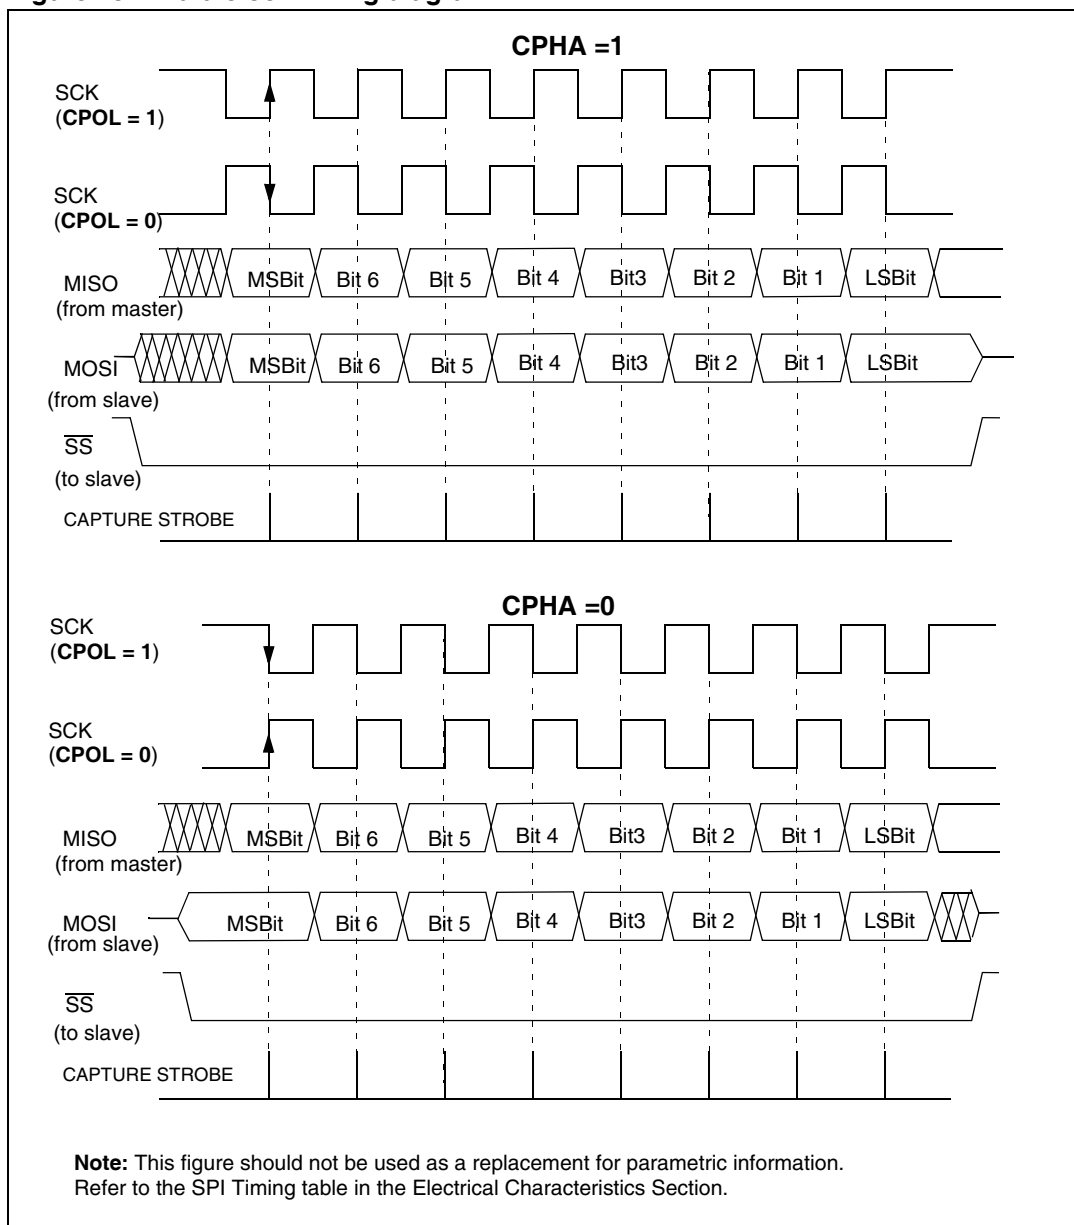 CPHA =1
SCK
(CPOL = 1)
SCK
(CPOL = 0)
MISO
(from master)
MSBit Bit 6 Bit 5 Bit 4 Bit3 Bit 2 Bit 1 LSBit
MOSI
(from slave)
MSBit Bit 6 Bit 5 Bit 4 Bit3 Bit 2 Bit 1 LSBit
SS
(to slave)
CAPTURE STROBE
CPHA =0
SCK
(CPOL = 1)
SCK
(CPOL = 0)
MISO
(from master)
MSBit Bit 6 Bit 5 Bit 4 Bit3 Bit 2 Bit 1 LSBit
MOSI
(from slave)
MSBit Bit 6 Bit 5 Bit 4 Bit3 Bit 2 Bit 1 LSBit
SS
(to slave)
CAPTURE STROBE
Note: This figure should not be used as a replacement for parametric information.
Refer to the SPI Timing table in the Electrical Characteristics Section.